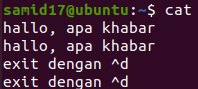 samid17@ubuntu:~$ cat
hallo, apa khabar
hallo, apa khabar
exit dengan ^d
exit dengan ^d